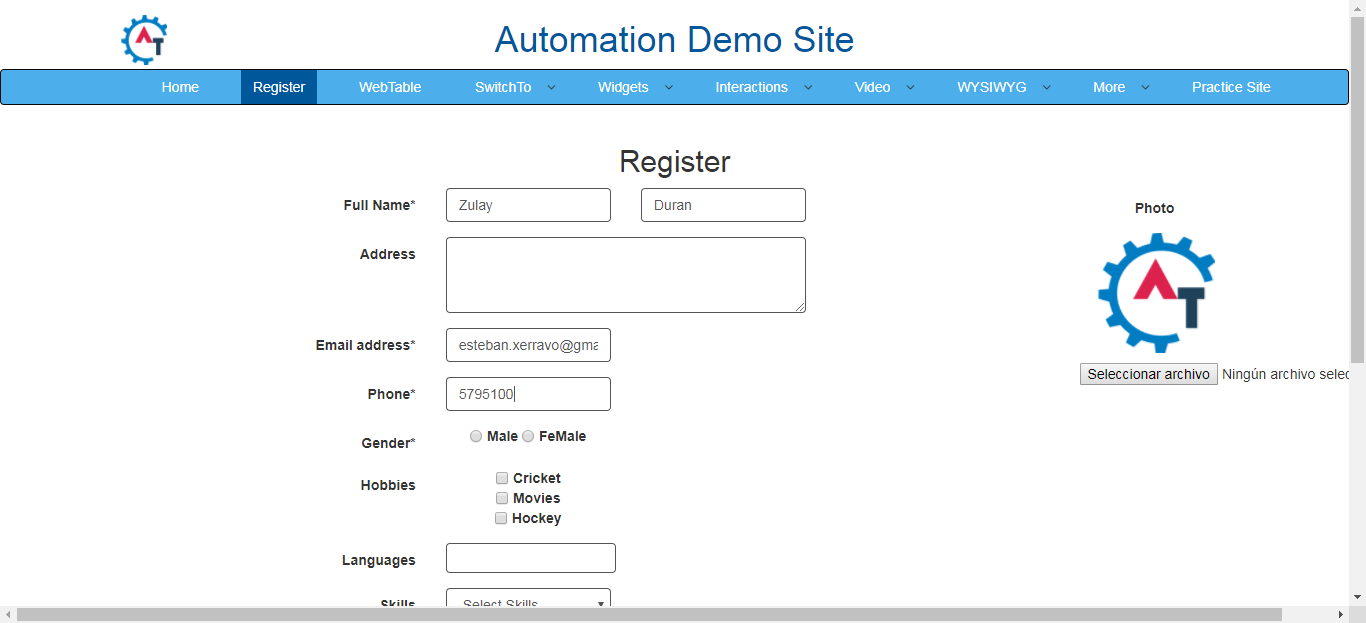 AT
Automation Demo Site
Home Register WebTable SwitchTo Widgets Interactions Video WYSIWYG More Practice Site
Register
Full Name* Zulay Duran
Photo
Address
AT
Email address* esteban.xerravo@gma
Seleccionar archivo Ningún archivo selec
Phone* 5795100
Gender* Male FeMale
Hobbies Cricket
Movies
Hockey
Languages
Skills Select Skills